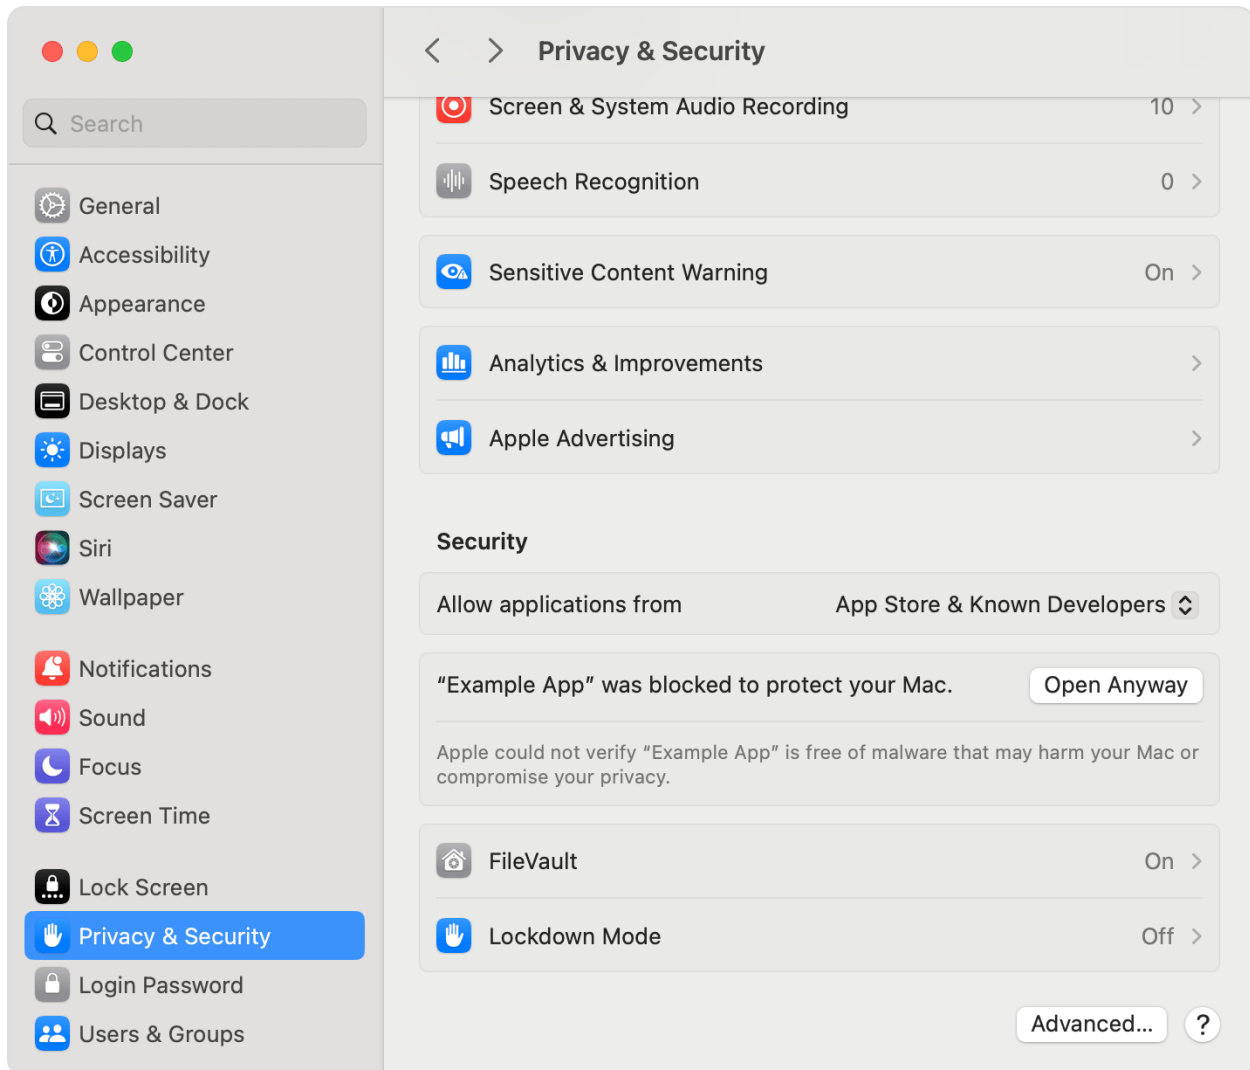 Privacy & Security
Search
General
Accessibility
Appearance
Control Center
Desktop & Dock
Displays
Screen Saver
Siri
Wallpaper
Notifications
Sound
Focus
Screen Time
Lock Screen
Privacy & Security
Login Password
Users & Groups
Screen & System Audio Recording 10
Speech Recognition 0
Sensitive Content Warning On
Analytics & Improvements
Apple Advertising
Security
Allow applications from App Store & Known Developers
“Example App” was blocked to protect your Mac. Open Anyway
Apple could not verify “Example App” is free of malware that may harm your Mac or
compromise your privacy.
FileVault On
Lockdown Mode Off
Advanced... ?